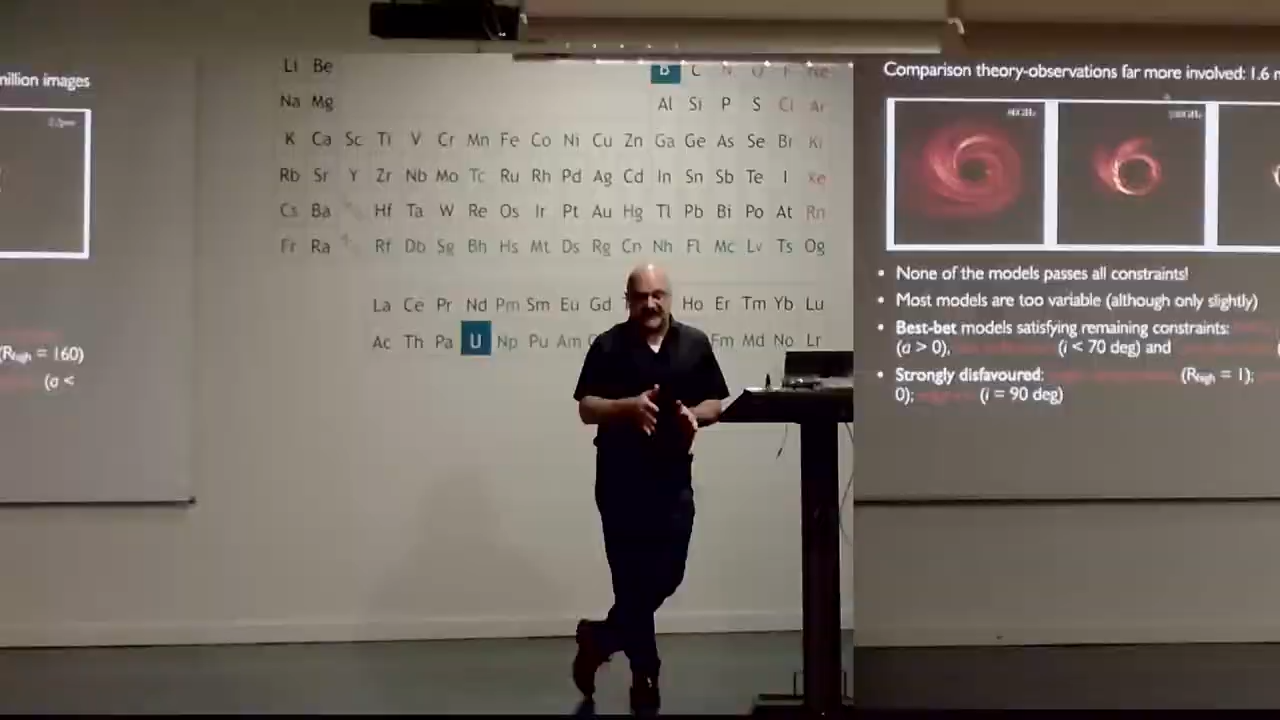 million images
(Rhigh = 160)
(a <
Li Be B C N O F Ne
Na Mg Al Si P S Cl Ar
K Ca Sc Ti V Cr Mn Fe Co Ni Cu Zn Ga Ge As Se Br Kr
Rb Sr Y Zr Nb Mo Tc Ru Rh Pd Ag Cd In Sn Sb Te I Xe
Cs Ba Hf Ta W Re Os Ir Pt Au Hg Tl Pb Bi Po At Rn
Fr Ra Rf Db Sg Bh Hs Mt Ds Rg Cn Nh Fl Mc Lv Ts Og
La Ce Pr Nd Pm Sm Eu Gd Ho Er Tm Yb Lu
Ac Th Pa U Np Pu Am Fm Md No Lr
Comparison theory-observations far more involved: 1.6
• None of the models passes all constraints!
• Most models are too variable (although only slightly)
• Best-bet models satisfying remaining constraints:
(a > 0), (i < 70 deg) and
• Strongly disfavoured: (Rhigh = 1);
0); (i = 90 deg)